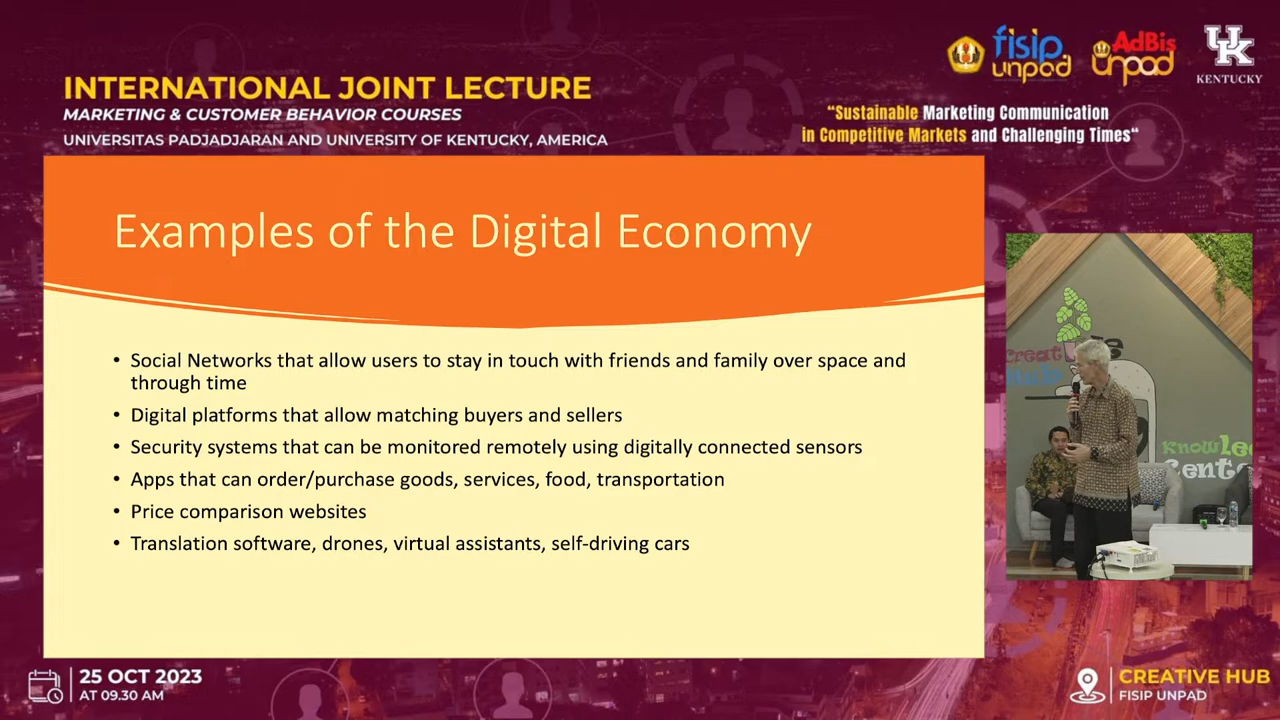 INTERNATIONAL JOINT LECTURE
MARKETING & CUSTOMER BEHAVIOR COURSES
UNIVERSITAS PADJADJARAN AND UNIVERSITY OF KENTUCKY, AMERICA
fisip
unpad
AdBis
unpad
UK
KENTUCKY
“Sustainable Marketing Communication
in Competitive Markets and Challenging Times“
Examples of the Digital Economy
• Social Networks that allow users to stay in touch with friends and family over space and
through time
• Digital platforms that allow matching buyers and sellers
• Security systems that can be monitored remotely using digitally connected sensors
• Apps that can order/purchase goods, services, food, transportation
• Price comparison websites
• Translation software, drones, virtual assistants, self-driving cars
Creat
Hub
Knowle
Cente
25 OCT 2023
AT 09.30 AM
CREATIVE HUB
FISIP UNPAD